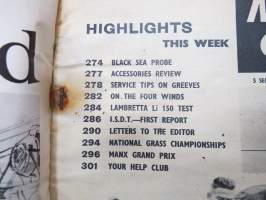 HIGHLIGHTS
THIS WEEK
274 BLACK SEA PROBE
277 ACCESSORIES REVIEW
278 SERVICE TIPS ON GREEVES
282 ON THE FOUR WINDS
284 LAMBRETTA Li 150 TEST
286 I.S.D.T.—FIRST REPORT
290 LETTERS TO THE EDITOR
294 NATIONAL GRASS CHAMPIONSHIPS
296 MANX GRAND PRIX
301 YOUR HELP CLUB
d
5 SE